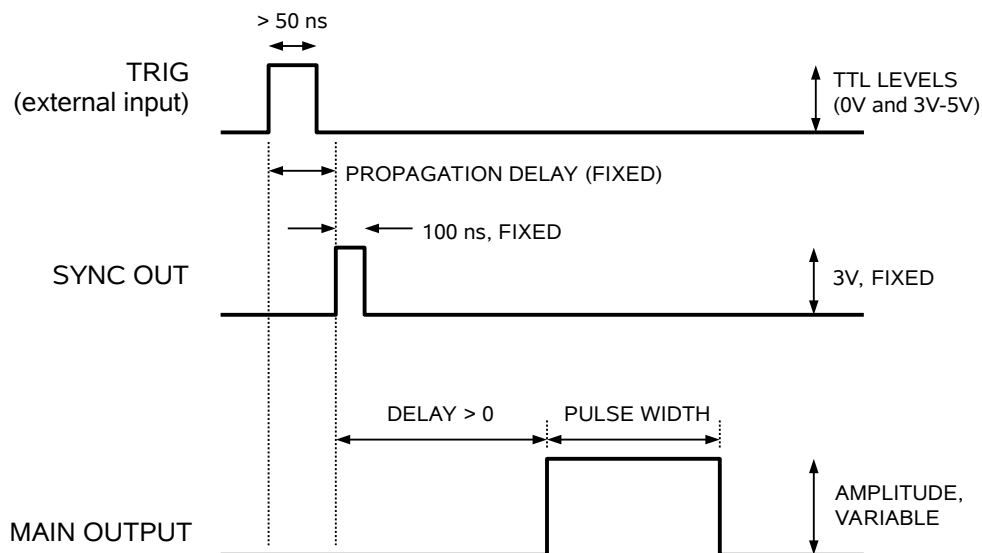 > 50 ns
TRIG
(external input)
TTL LEVELS
(0V and 3V-5V)
PROPAGATION DELAY (FIXED)
100 ns, FIXED
SYNC OUT
3V, FIXED
DELAY > 0
PULSE WIDTH
AMPLITUDE,
VARIABLE
MAIN OUTPUT